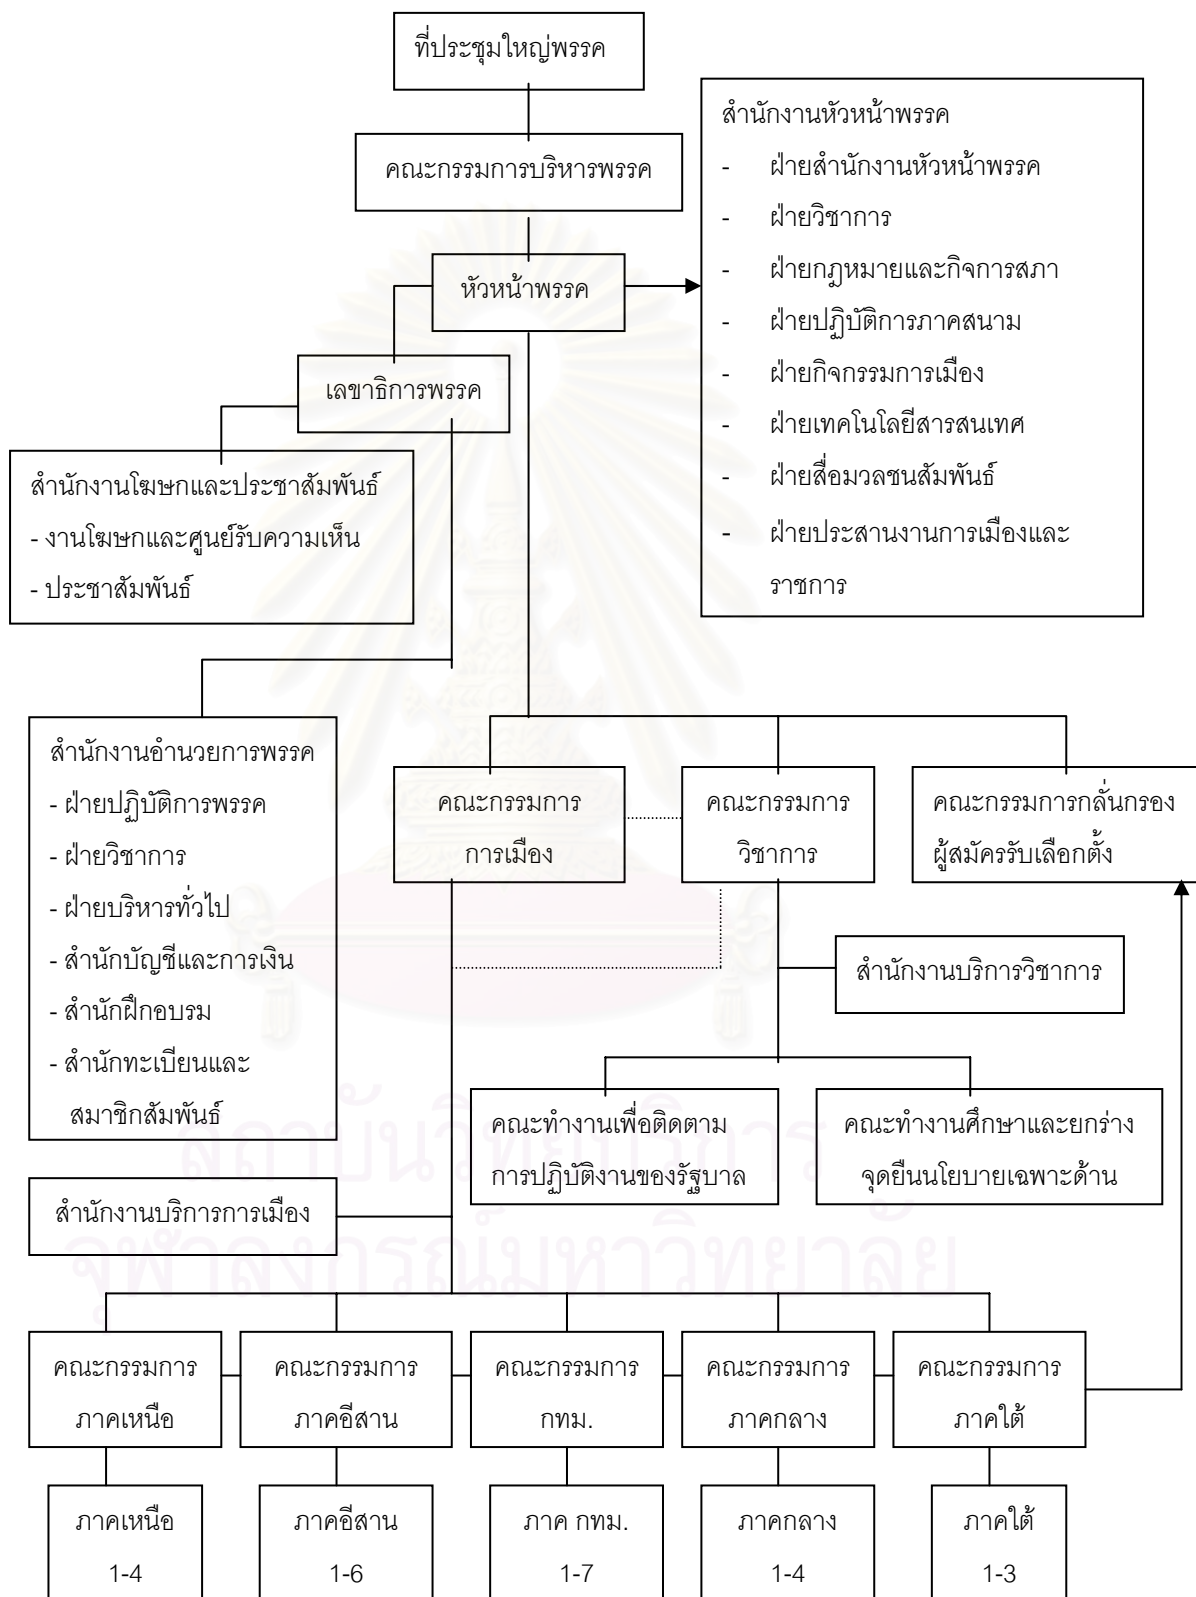 ที่ประชุมใหญ่พรรค
คณะกรรมการบริหารพรรค
หัวหน้าพรรค
สำนักงานหัวหน้าพรรค
- ฝ่ายสำนักงานหัวหน้าพรรค
- ฝ่ายวิชาการ
- ฝ่ายกฎหมายและกิจการสภา
- ฝ่ายปฏิบัติการภาคสนาม
- ฝ่ายกิจกรรมการเมือง
- ฝ่ายเทคโนโลยีสารสนเทศ
- ฝ่ายสื่อมวลชนสัมพันธ์
- ฝ่ายประสานงานการเมืองและ
ราชการ
เลขาธิการพรรค
สำนักงานโฆษกและประชาสัมพันธ์
- งานโฆษกและศูนย์รับความเห็น
- ประชาสัมพันธ์
สำนักงานอำนวยการพรรค
- ฝ่ายปฏิบัติการพรรค
- ฝ่ายวิชาการ
- ฝ่ายบริหารทั่วไป
- สำนักบัญชีและการเงิน
- สำนักฝึกอบรม
- สำนักทะเบียนและ
สมาชิกสัมพันธ์
คณะกรรมการ
การเมือง
คณะกรรมการ
วิชาการ
คณะกรรมการกลั่นกรอง
ผู้สมัครรับเลือกตั้ง
สำนักงานบริการวิชาการ
คณะทำงานเพื่อติดตาม
การปฏิบัติงานของรัฐบาล
คณะทำงานศึกษาและยกร่าง
จุดยืนนโยบายเฉพาะด้าน
สำนักงานบริการการเมือง
คณะกรรมการ
ภาคเหนือ
คณะกรรมการ
ภาคอีสาน
คณะกรรมการ
กทม.
คณะกรรมการ
ภาคกลาง
คณะกรรมการ
ภาคใต้
ภาคเหนือ
1-4
ภาคอีสาน
1-6
ภาค กทม.
1-7
ภาคกลาง
1-4
ภาคใต้
1-3
สถาบันวิทยบริการ
จุฬาลงกรณ์มหาวิทยาลัย